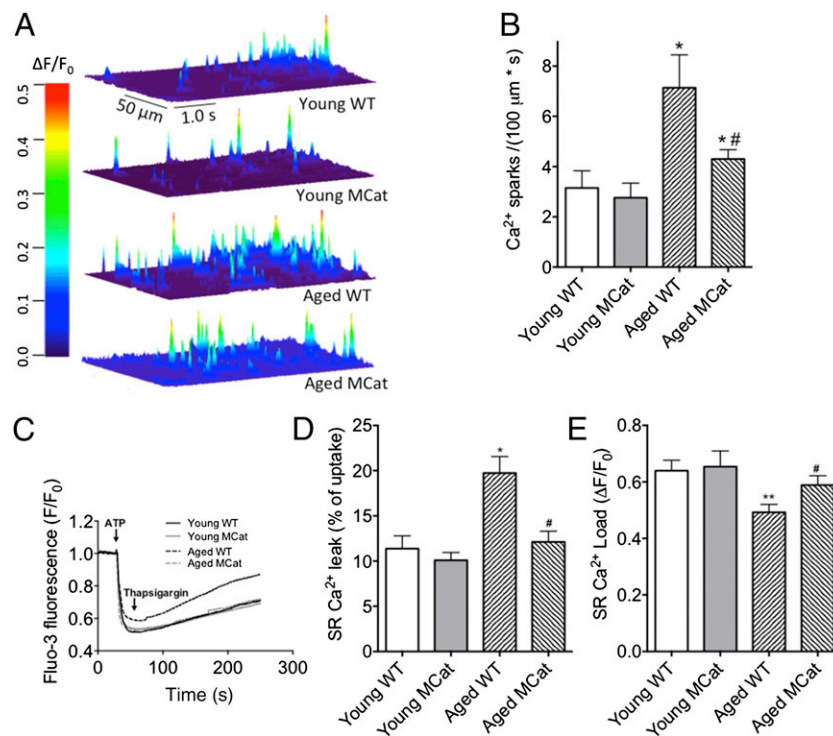 A
ΔF/F₀
0.5
0.4
0.3
0.2
0.1
0.0
50 μm
1.0 s
Young WT
Young MCat
Aged WT
Aged MCat
B
Ca²⁺ sparks /(100 μm * s)
8
6
4
2
0
*
* #
Young WT
Young MCat
Aged WT
Aged MCat
C
Fluo-3 fluorescence (F/F₀)
1.4
1.2
1.0
0.8
0.6
0.4
ATP
Thapsigargin
Young WT
Young MCat
Aged WT
Aged MCat
0 100 200 300
Time (s)
D
SR Ca²⁺ leak (% of uptake)
25
20
15
10
5
0
*
#
Young WT
Young MCat
Aged WT
Aged MCat
E
SR Ca²⁺ Load (ΔF/F₀)
0.8
0.6
0.4
0.2
0.0
**
#
Young WT
Young MCat
Aged WT
Aged MCat